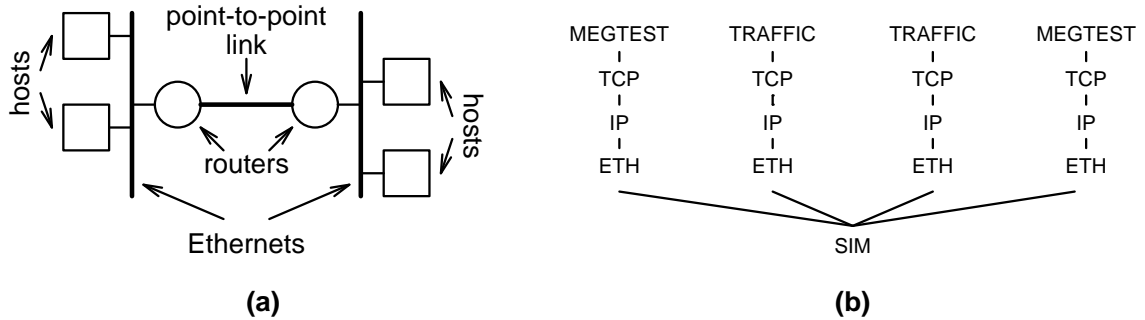 point-to-point
link
hosts
hosts
routers
Ethernets
(a)
MEGTEST TRAFFIC TRAFFIC MEGTEST
TCP TCP TCP TCP
IP IP IP IP
ETH ETH ETH ETH
SIM
(b)